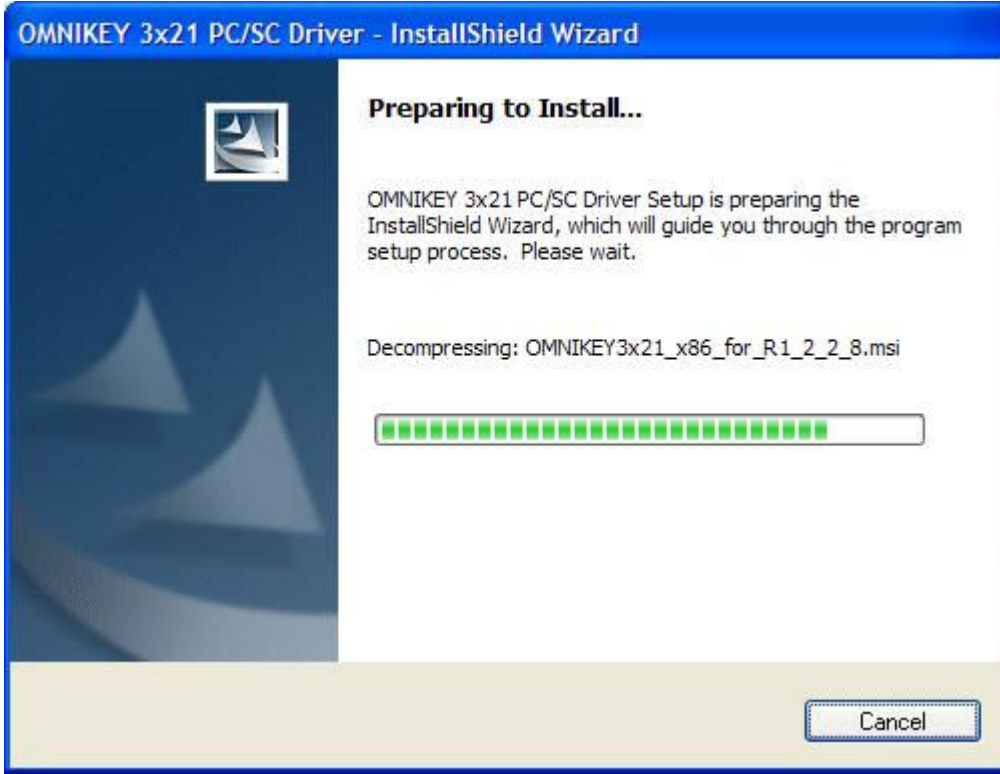 OMNIKEY 3x21 PC/SC Driver - InstallShield Wizard
Preparing to Install...
OMNIKEY 3x21 PC/SC Driver Setup is preparing the
InstallShield Wizard, which will guide you through the program
setup process. Please wait.
Decompressing: OMNIKEY3x21_x86_for_R1_2_2_8.msi
Cancel